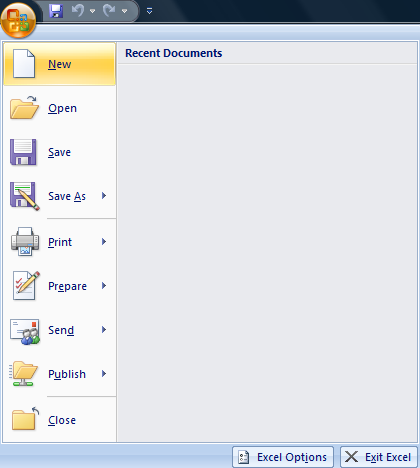 Recent Documents
New
Open
Save
Save As
Print
Prepare
Send
Publish
Close
Excel Options
Exit Excel